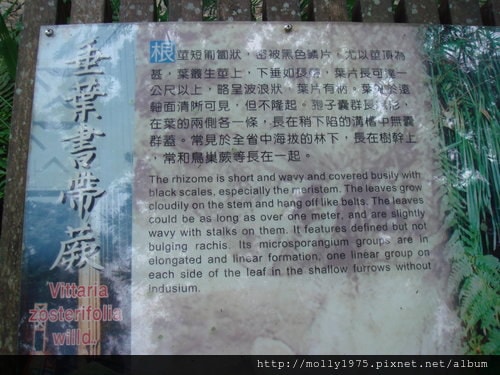 垂葉書帶蕨
Vittaria
zosterifolia
willd.
根莖短術匐狀，密被黑色鱗片，尤以莖頂為
甚，葉叢生莖上，下垂如長帶，葉片長可達一
公尺以上，略呈波浪狀，葉片有柄。葉
軸面清晰可見，但不隆起。孢子囊群長
在葉的兩側各一條，長在稍下陷的溝槽中無囊
群蓋。常見於全省中海拔的林下，長在樹幹上
，常和鳥巢蕨等長在一起。
The rhizome is short and wavy and covered busily with
black scales, especially the meristem. The leaves grow
cloudily on the stem and hang off like belts. The leaves
could be as long as over one meter, and are slightly
wavy with stalks on them. It features defined but not
bulging rachis. Its microsporangium groups are in
elongated and linear formation, one linear group on
each side of the leaf in the shallow furrows without
indusium.
http://molly1975.pixnet.net/album